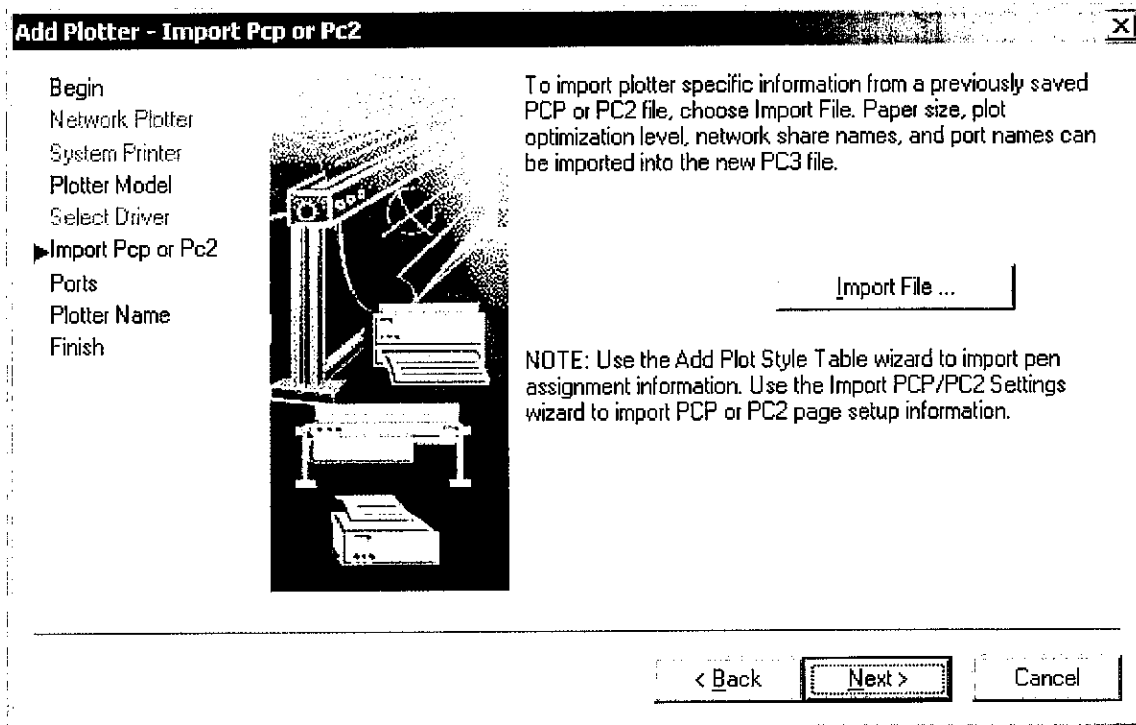 Add Plotter - Import Pcp or Pc2
X
Begin
Network Plotter
System Printer
Plotter Model
Select Driver
Import Pcp or Pc2
Ports
Plotter Name
Finish
To import plotter specific information from a previously saved
PCP or PC2 file, choose Import File. Paper size, plot
optimization level, network share names, and port names can
be imported into the new PC3 file.
Import File ...
NOTE: Use the Add Plot Style Table wizard to import pen
assignment information. Use the Import PCP/PC2 Settings
wizard to import PCP or PC2 page setup information.
< Back
Next >
Cancel